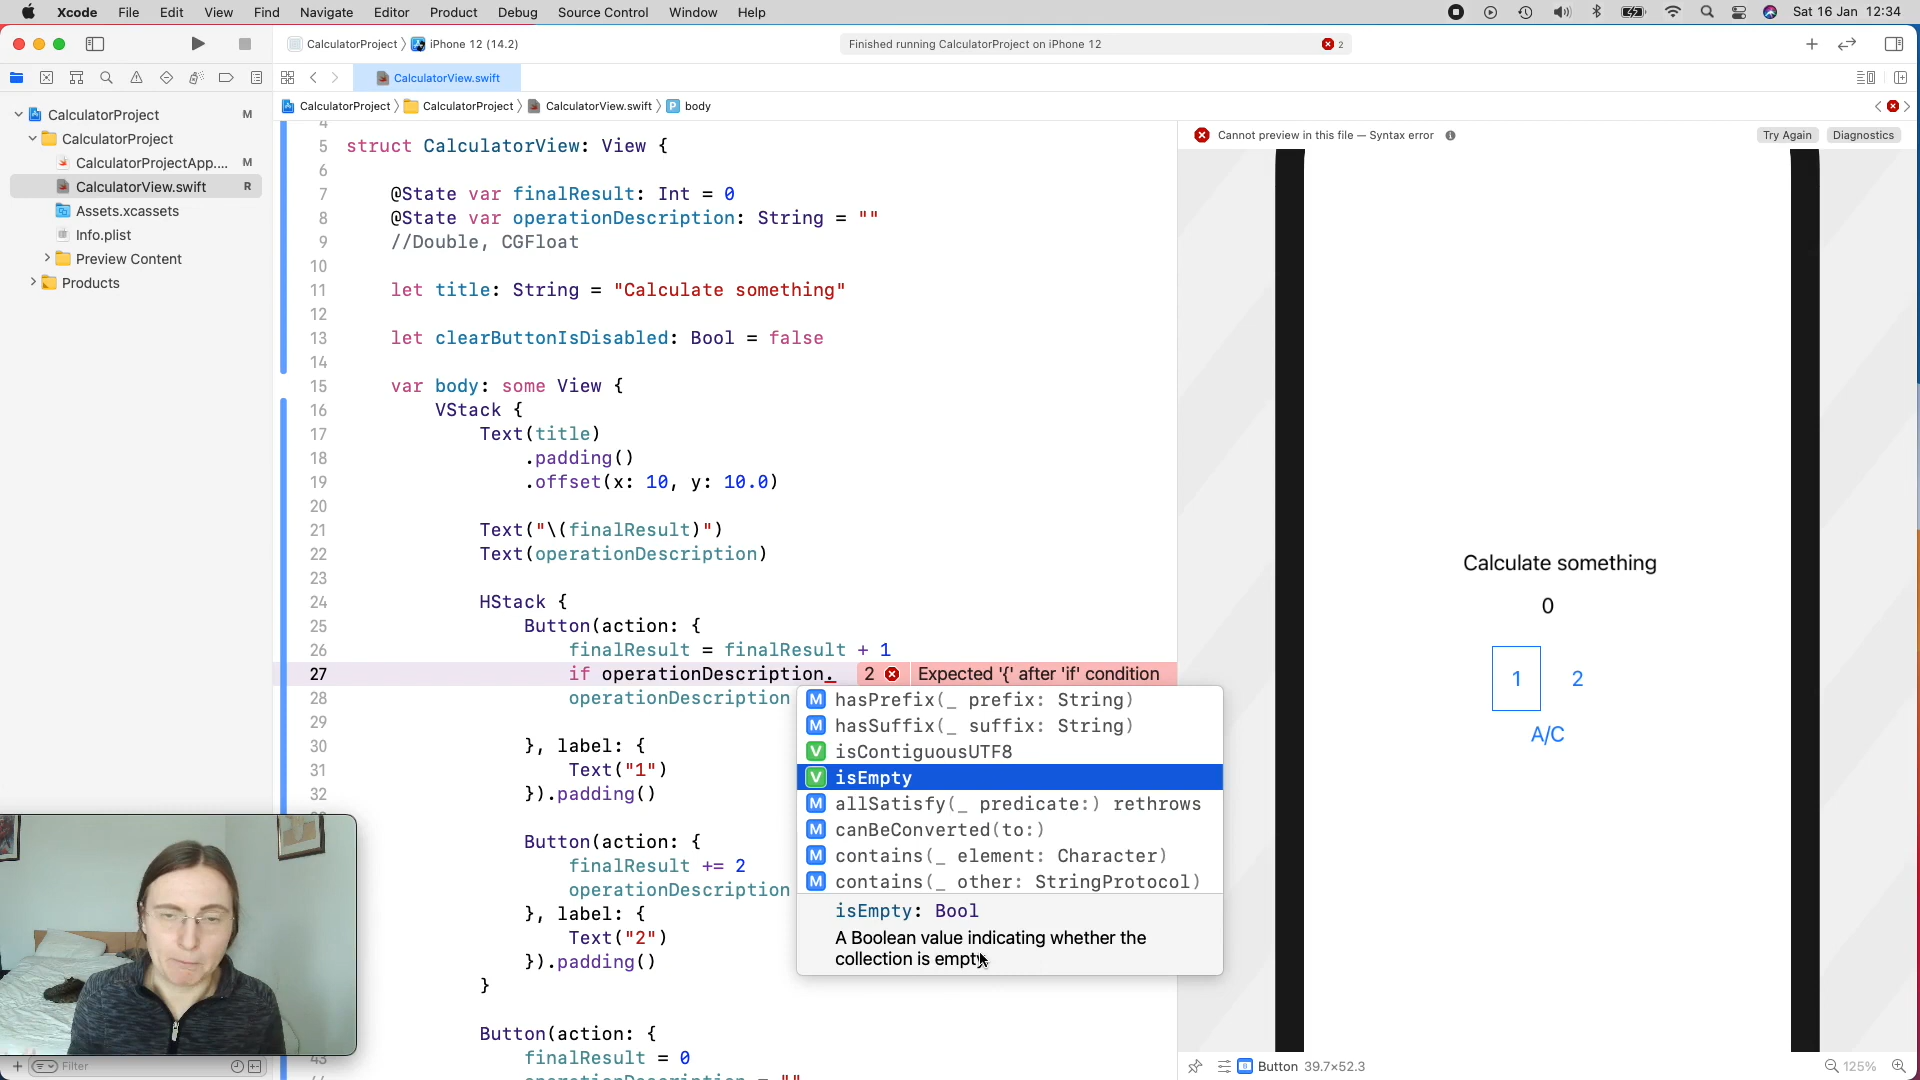 Xcode File Edit View Find Navigate Editor Product Debug Source Control Window Help Sat 16 Jan 12:34
CalculatorProject iPhone 12 (14.2) Finished running CalculatorProject on iPhone 12 2
CalculatorView.swift
CalculatorProject CalculatorProject CalculatorView.swift P body
CalculatorProject M
CalculatorProject
CalculatorProjectApp.... M
CalculatorView.swift R
Assets.xcassets
Info.plist
Preview Content
Products
Filter
4
5 struct CalculatorView: View {
6
7 @State var finalResult: Int = 0
8 @State var operationDescription: String = ""
9 //Double, CGFloat
10
11 let title: String = "Calculate something"
12
13 let clearButtonIsDisabled: Bool = false
14
15 var body: some View {
16 VStack {
17 Text(title)
18 .padding()
19 .offset(x: 10, y: 10.0)
20
21 Text("\(finalResult)")
22 Text(operationDescription)
23
24 HStack {
25 Button(action: {
26 finalResult = finalResult + 1
27 if operationDescription. 2 Expected '{' after 'if' condition
28 operationDescription
29
30 }, label: {
31 Text("1")
32 }).padding()
Button(action: {
finalResult += 2
operationDescription
}, label: {
Text("2")
}).padding()
}
Button(action: {
43 finalResult = 0
operationDescription = ""
M hasPrefix(_ prefix: String)
M hasSuffix(_ suffix: String)
V isContiguousUTF8
V isEmpty
M allSatisfy(_ predicate:) rethrows
M canBeConverted(to:)
M contains(_ element: Character)
M contains(_ other: StringProtocol)
isEmpty: Bool
A Boolean value indicating whether the
collection is empty
Cannot preview in this file — Syntax error Try Again Diagnostics
Calculate something
0
1 2
A/C
Button 39.7×52.3 125%